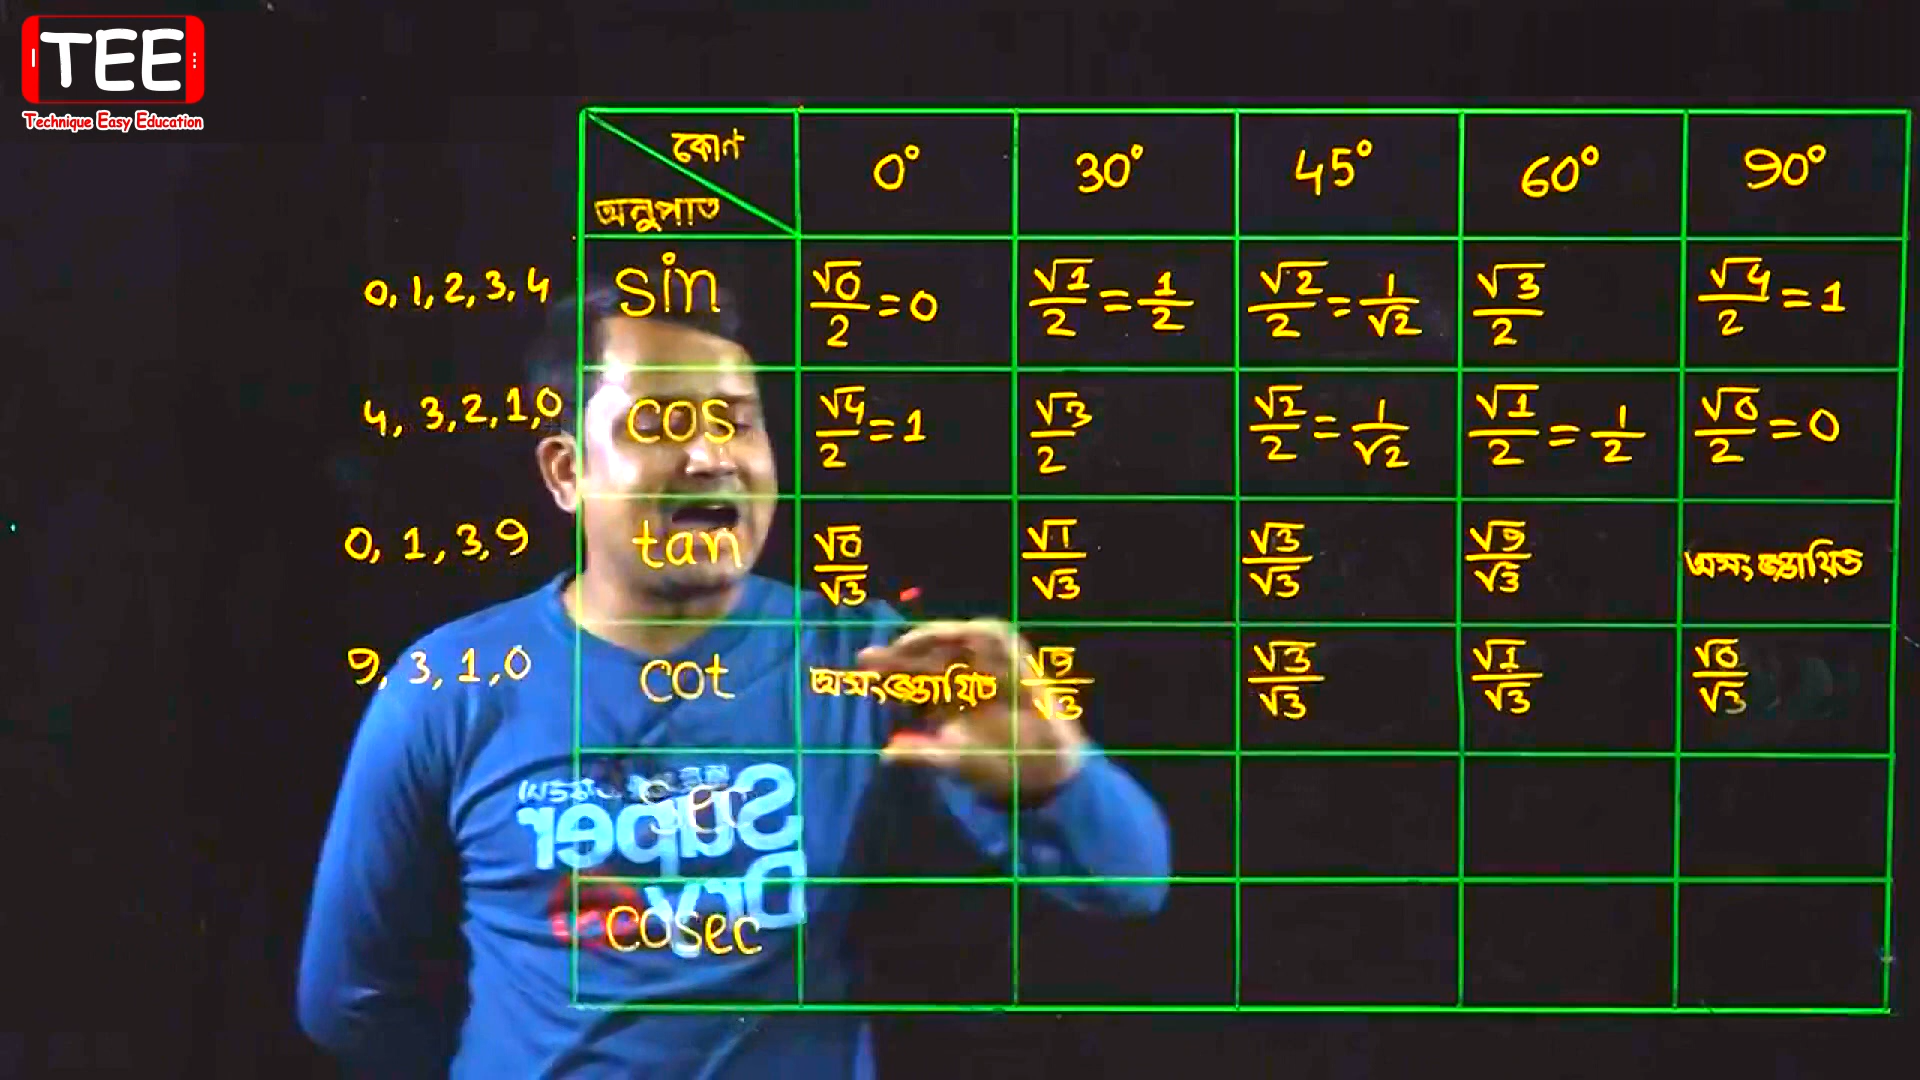 TEE
Technique Easy Education
কোণ 0° 30° 45° 60° 90°
অনুপাত
0, 1, 2, 3, 4 sin √0/2 = 0 √1/2 = 1/2 √2/2 = 1/√2 √3/2 √4/2 = 1
4, 3, 2, 1, 0 cos √4/2 = 1 √3/2 √2/2 = 1/√2 √1/2 = 1/2 √0/2 = 0
0, 1, 3, 9 tan √0/√3 √1/√3 √3/√3 √9/√3 অসংজ্ঞায়িত
9, 3, 1, 0 cot অসংজ্ঞায়িত √9/√3 √3/√3 √1/√3 √0/√3
sec
Super
Dry
cosec